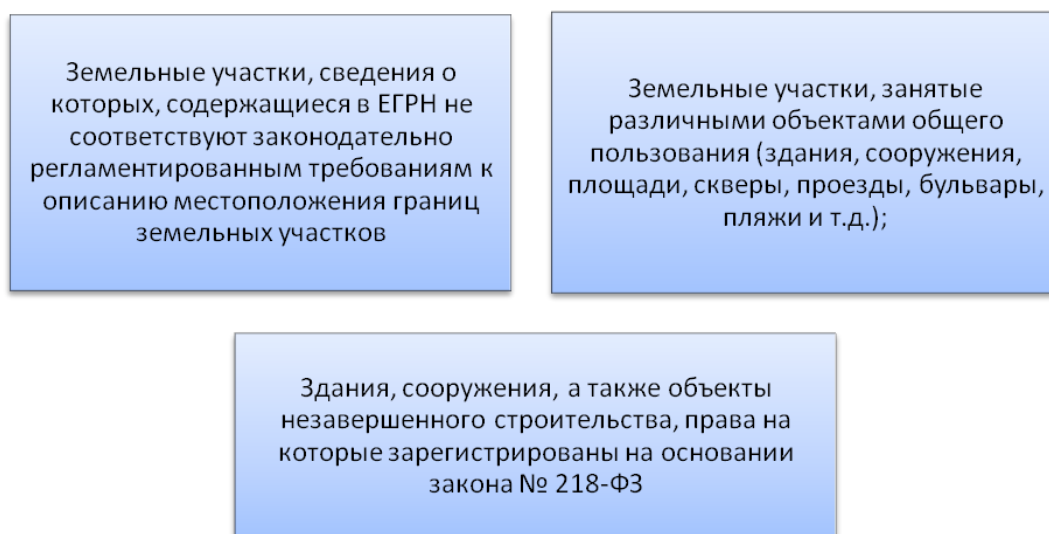 Земельные участки, сведения о
которых, содержащиеся в ЕГРН не
соответствуют законодательно
регламентированным требованиям к
описанию местоположения границ
земельных участков
Земельные участки, занятые
различными объектами общего
пользования (здания, сооружения,
площади, скверы, проезды, бульвары,
пляжи и т.д.);
Здания, сооружения, а также объекты
незавершенного строительства, права на
которые зарегистрированы на основании
закона № 218-ФЗ